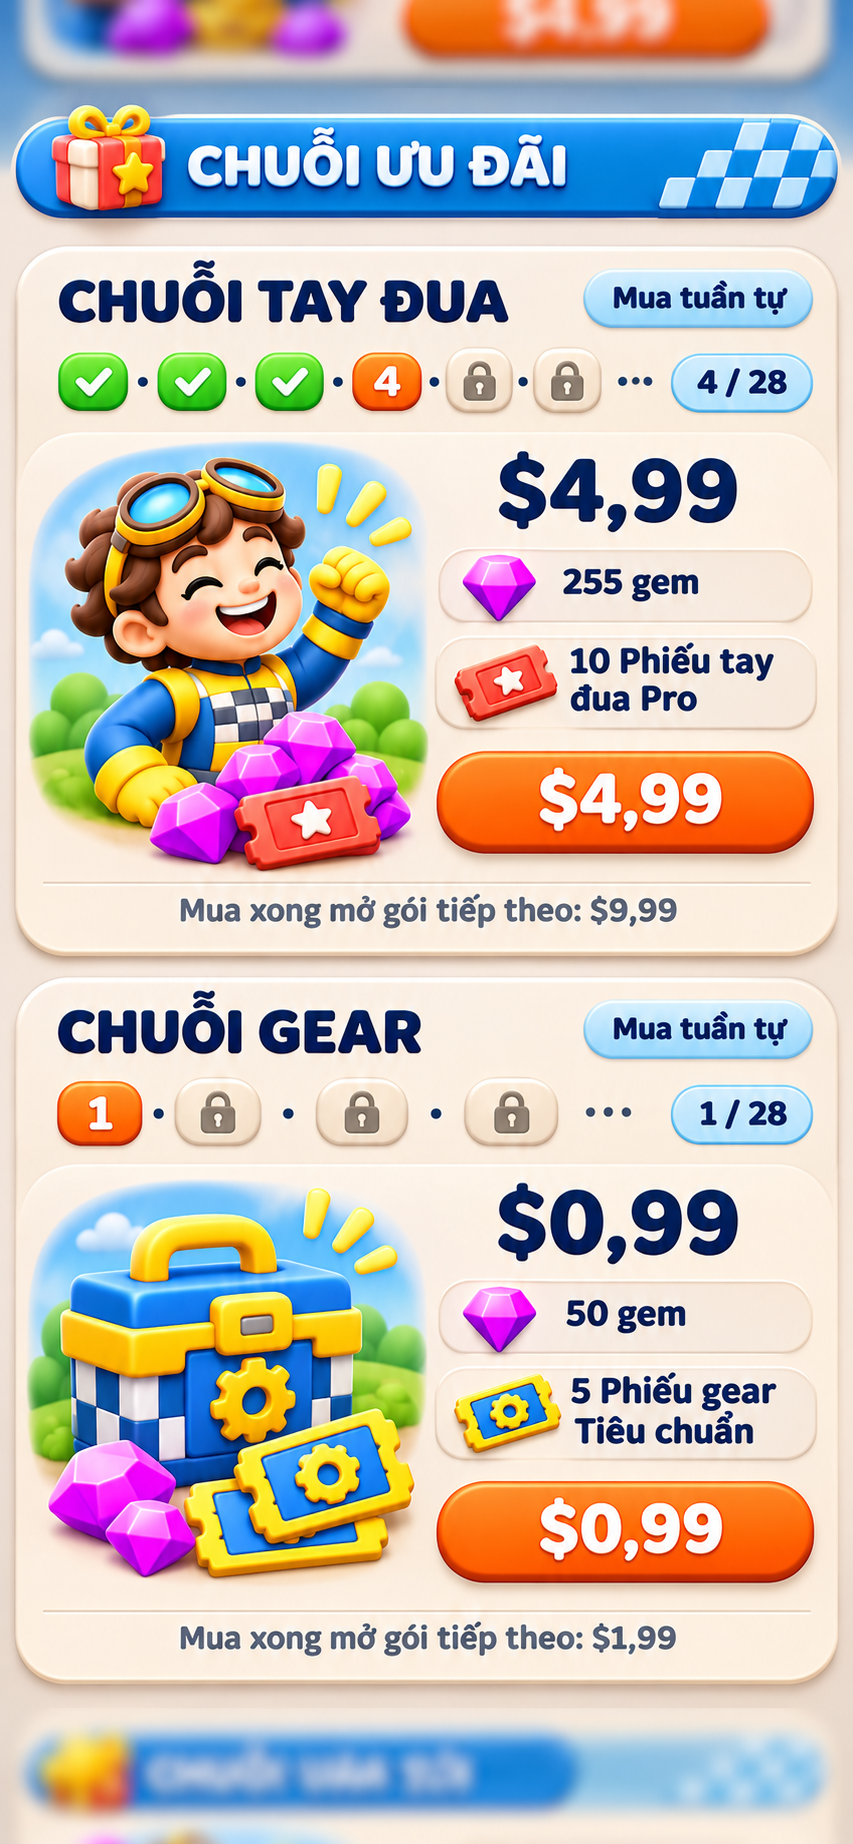 $4.99
CHUỖI ƯU ĐÃI
CHUỖI TAY ĐUA
Mua tuần tự
4
4 / 28
$4,99
255 gem
10 Phiếu tay
đua Pro
$4,99
Mua xong mở gói tiếp theo: $9,99
CHUỖI GEAR
Mua tuần tự
1
1 / 28
$0,99
50 gem
5 Phiếu gear
Tiêu chuẩn
$0,99
Mua xong mở gói tiếp theo: $1,99